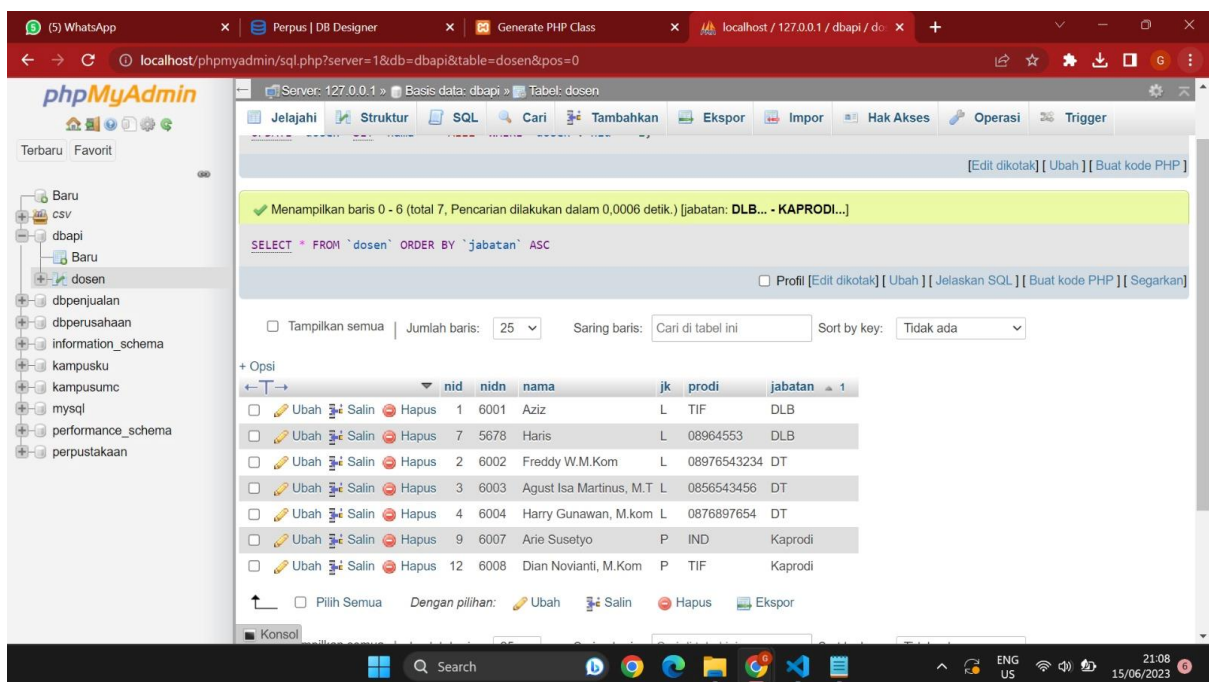 (5) WhatsApp
Perpus | DB Designer
Generate PHP Class
localhost / 127.0.0.1 / dbapi / do
localhost/phpmyadmin/sql.php?server=1&db=dbapi&table=dosen&pos=0
G
phpMyAdmin
Terbaru Favorit
Baru
csv
dbapi
Baru
dosen
dbpenjualan
dbperusahaan
information_schema
kampusku
kampusumc
mysql
performance_schema
perpustakaan
Server: 127.0.0.1 » Basis data: dbapi » Tabel: dosen
Jelajahi Struktur SQL Cari Tambahkan Ekspor Impor Hak Akses Operasi Trigger
[Edit dikotak] [ Ubah ] [ Buat kode PHP ]
Menampilkan baris 0 - 6 (total 7, Pencarian dilakukan dalam 0,0006 detik.) [jabatan: DLB... - KAPRODI...]
SELECT * FROM `dosen` ORDER BY `jabatan` ASC
Profil [Edit dikotak] [ Ubah ] [ Jelaskan SQL ] [ Buat kode PHP ] [ Segarkan]
Tampilkan semua | Jumlah baris: 25 Saring baris: Cari di tabel ini Sort by key: Tidak ada
+ Opsi
←T→ nid nidn nama jk prodi jabatan 1
Ubah Salin Hapus 1 6001 Aziz L TIF DLB
Ubah Salin Hapus 7 5678 Haris L 08964553 DLB
Ubah Salin Hapus 2 6002 Freddy W.M.Kom L 08976543234 DT
Ubah Salin Hapus 3 6003 Agust Isa Martinus, M.T L 0856543456 DT
Ubah Salin Hapus 4 6004 Harry Gunawan, M.kom L 0876897654 DT
Ubah Salin Hapus 9 6007 Arie Susetyo P IND Kaprodi
Ubah Salin Hapus 12 6008 Dian Novianti, M.Kom P TIF Kaprodi
Pilih Semua Dengan pilihan: Ubah Salin Hapus Ekspor
Konsol
Search
ENG
US
21:08
15/06/2023
6